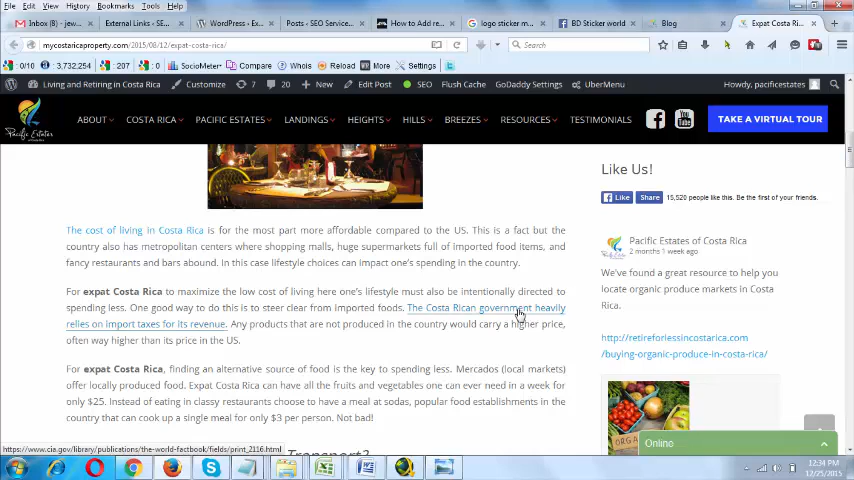 File Edit View History Bookmarks Tools Help
Inbox (8) - jew...
External Links - SE...
WordPress ‹ Ex...
Posts ‹ SEO Service...
How to Add re...
logo sticker m...
BD Sticker world
Blog
Expat Costa Ri...
mycostaricaproperty.com/2015/08/12/expat-costa-rica/
Search
0/10 3,732,254 207 0 SocioMeter Compare Whois Reload More Settings
Living and Retiring in Costa Rica Customize 7 20 New Edit Post SEO Flush Cache GoDaddy Settings UberMenu Howdy, pacificestates
Pacific Estates
ABOUT COSTA RICA PACIFIC ESTATES LANDINGS HEIGHTS HILLS BREEZES RESOURCES TESTIMONIALS
You Tube
TAKE A VIRTUAL TOUR
The cost of living in Costa Rica is for the most part more affordable compared to the US. This is a fact but the
country also has metropolitan centers where shopping malls, huge supermarkets full of imported food items, and
fancy restaurants and bars abound. In this case lifestyle choices can impact one's spending in the country.
For expat Costa Rica to maximize the low cost of living here one's lifestyle must also be intentionally directed to
spending less. One good way to do this is to steer clear from imported foods. The Costa Rican government heavily
relies on import taxes for its revenue. Any products that are not produced in the country would carry a higher price,
often way higher than its price in the US.
For expat Costa Rica, finding an alternative source of food is the key to spending less. Mercados (local markets)
offer locally produced food. Expat Costa Rica can have all the fruits and vegetables one can ever need in a week for
only $25. Instead of eating in classy restaurants choose to have a meal at sodas, popular food establishments in the
country that can cook up a single meal for only $3 per person. Not bad!
Transport?
Like Us!
Like Share 15,520 people like this. Be the first of your friends.
Pacific Estates of Costa Rica
2 months 1 week ago
We've found a great resource to help you
locate organic produce markets in Costa
Rica.
http://retireforlessincostarica.com
/buying-organic-produce-in-costa-rica/
ORGA
Online
https://www.cia.gov/library/publications/the-world-factbook/fields/print_2116.html
12:34 PM
12/25/2015